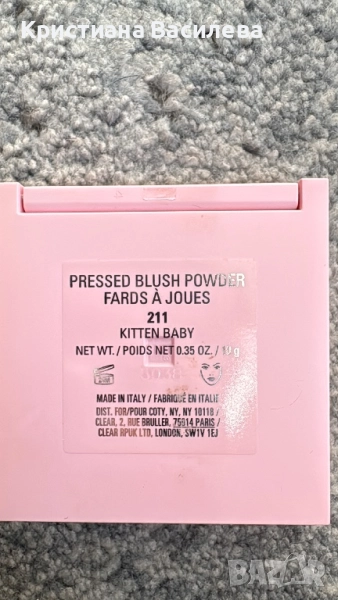 Кристиана Василева
PRESSED BLUSH POWDER
FARDS À JOUES
211
KITTEN BABY
NET WT. / POIDS NET 0.35 OZ. / 10 g
MADE IN ITALY / FABRIQUÉ EN ITALIE
DIST. FOR/POUR COTY, NY, NY 10118 /
CLEAR, 2, RUE BRULLER, 75014 PARIS /
CLEAR RPUK LTD, LONDON, SW1V 1EJ
BAZAR